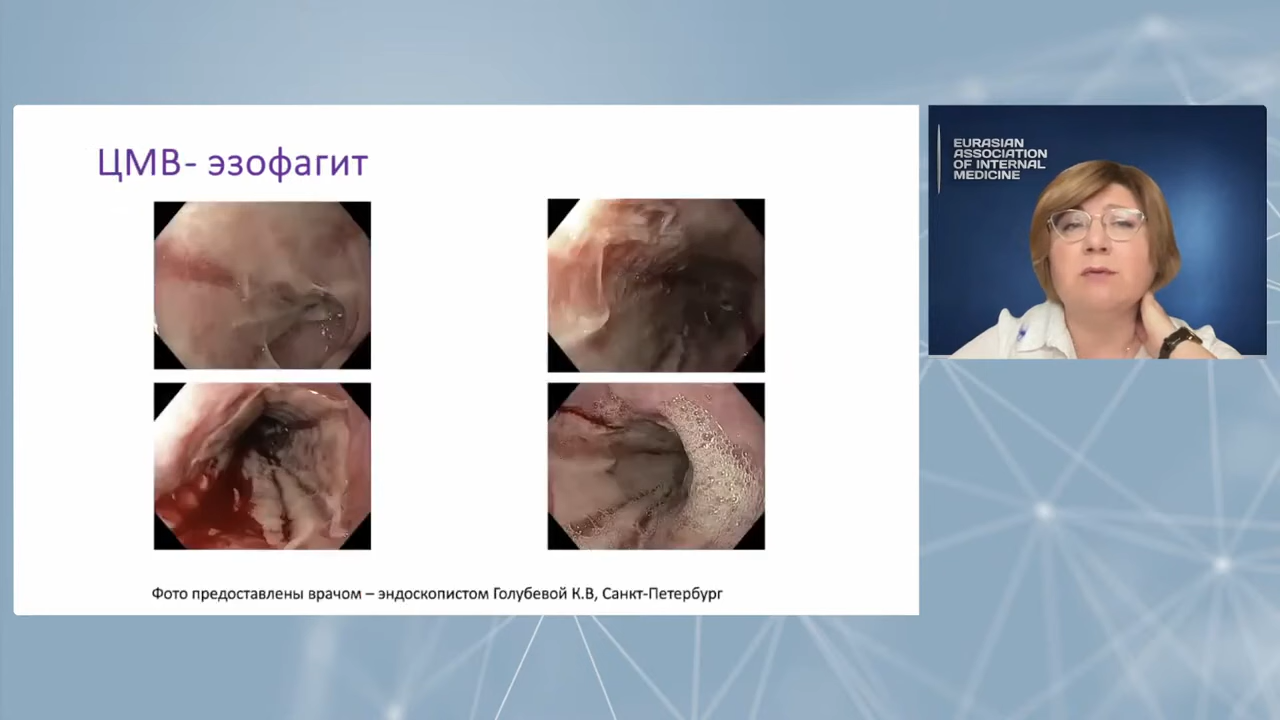 ЦМВ- эзофагит
Фото предоставлены врачом – эндоскопистом Голубевой К.В, Санкт-Петербург
EURASIAN
ASSOCIATION
OF INTERNAL
MEDICINE